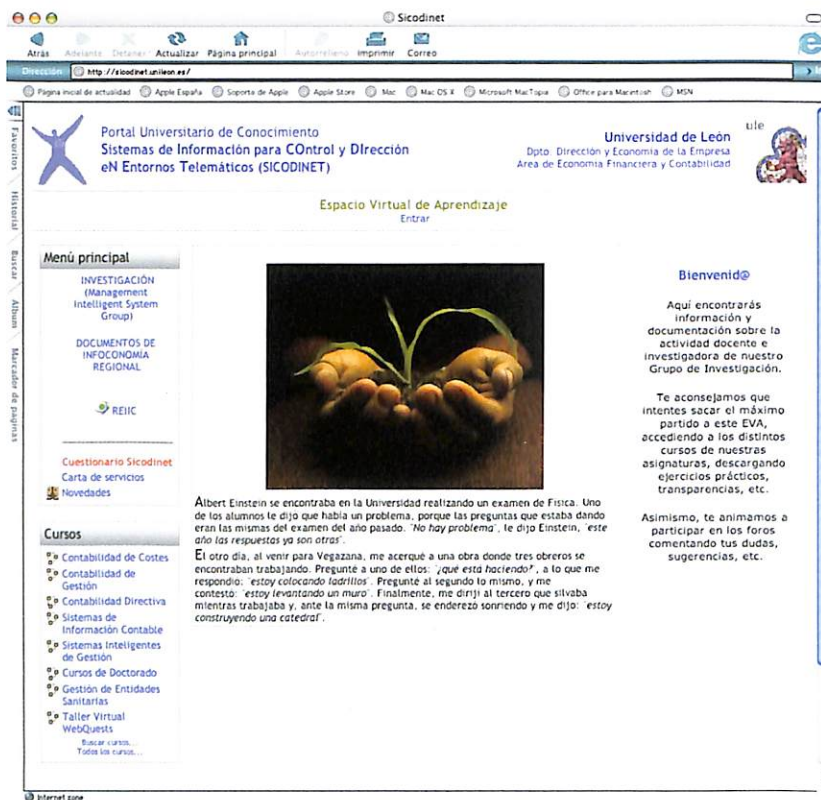 Sicodinet
Atrás Adelante Detener Actualizar Página principal Autorrelleno Imprimir Correo
Dirección http://sicodinet.unileon.es/
Página inicial de actualidad Apple España Soporte de Apple Apple Store Mac Mac OS X Microsoft MacTopia Office para Macintosh MSN
Favoritos
Historial
Buscar
Álbum
Marcador de páginas
Portal Universitario de Conocimiento
Sistemas de Información para COntrol y DIrección
eN Entornos Telemáticos (SICODINET)
Universidad de León
Dpto. Dirección y Economía de la Empresa
Area de Economía Financiera y Contabilidad
ule
Espacio Virtual de Aprendizaje
Entrar
Menú principal
INVESTIGACIÓN
(Management
Intelligent System
Group)
DOCUMENTOS DE
INFOCONOMÍA
REGIONAL
REIIC
Cuestionario Sicodinet
Carta de servicios
Novedades
Cursos
Contabilidad de Costes
Contabilidad de
Gestión
Contabilidad Directiva
Sistemas de
Información Contable
Sistemas Inteligentes
de Gestión
Cursos de Doctorado
Gestión de Entidades
Sanitarias
Taller Virtual
WebQuests
Buscar cursos...
Todos los cursos...
Albert Einstein se encontraba en la Universidad realizando un examen de Física. Uno
de los alumnos le dijo que había un problema, porque las preguntas que estaba dando
eran las mismas del examen del año pasado. "No hay problema", le dijo Einstein, "este
año las respuestas ya son otras".
El otro día, al venir para Vegazana, me acerqué a una obra donde tres obreros se
encontraban trabajando. Pregunté a uno de ellos: "¿qué está haciendo?, a lo que me
respondio: "estoy colocando ladrillos". Pregunté al segundo lo mismo, y me
contestó: "estoy levantando un muro". Finalmente, me dirijí al tercero que silvaba
mientras trabajaba y, ante la misma pregunta, se enderezó sonriendo y me dijo: "estoy
construyendo una catedral".
Bienvenid@
Aquí encontrarás
información y
documentación sobre la
actividad docente e
investigadora de nuestro
Grupo de Investigación.
Te aconsejamos que
intentes sacar el máximo
partido a este EVA,
accediendo a los distintos
cursos de nuestras
asignaturas, descargando
ejercicios prácticos,
transparencias, etc.
Asimismo, te animamos a
participar en los foros
comentando tus dudas,
sugerencias, etc.
Internet zone